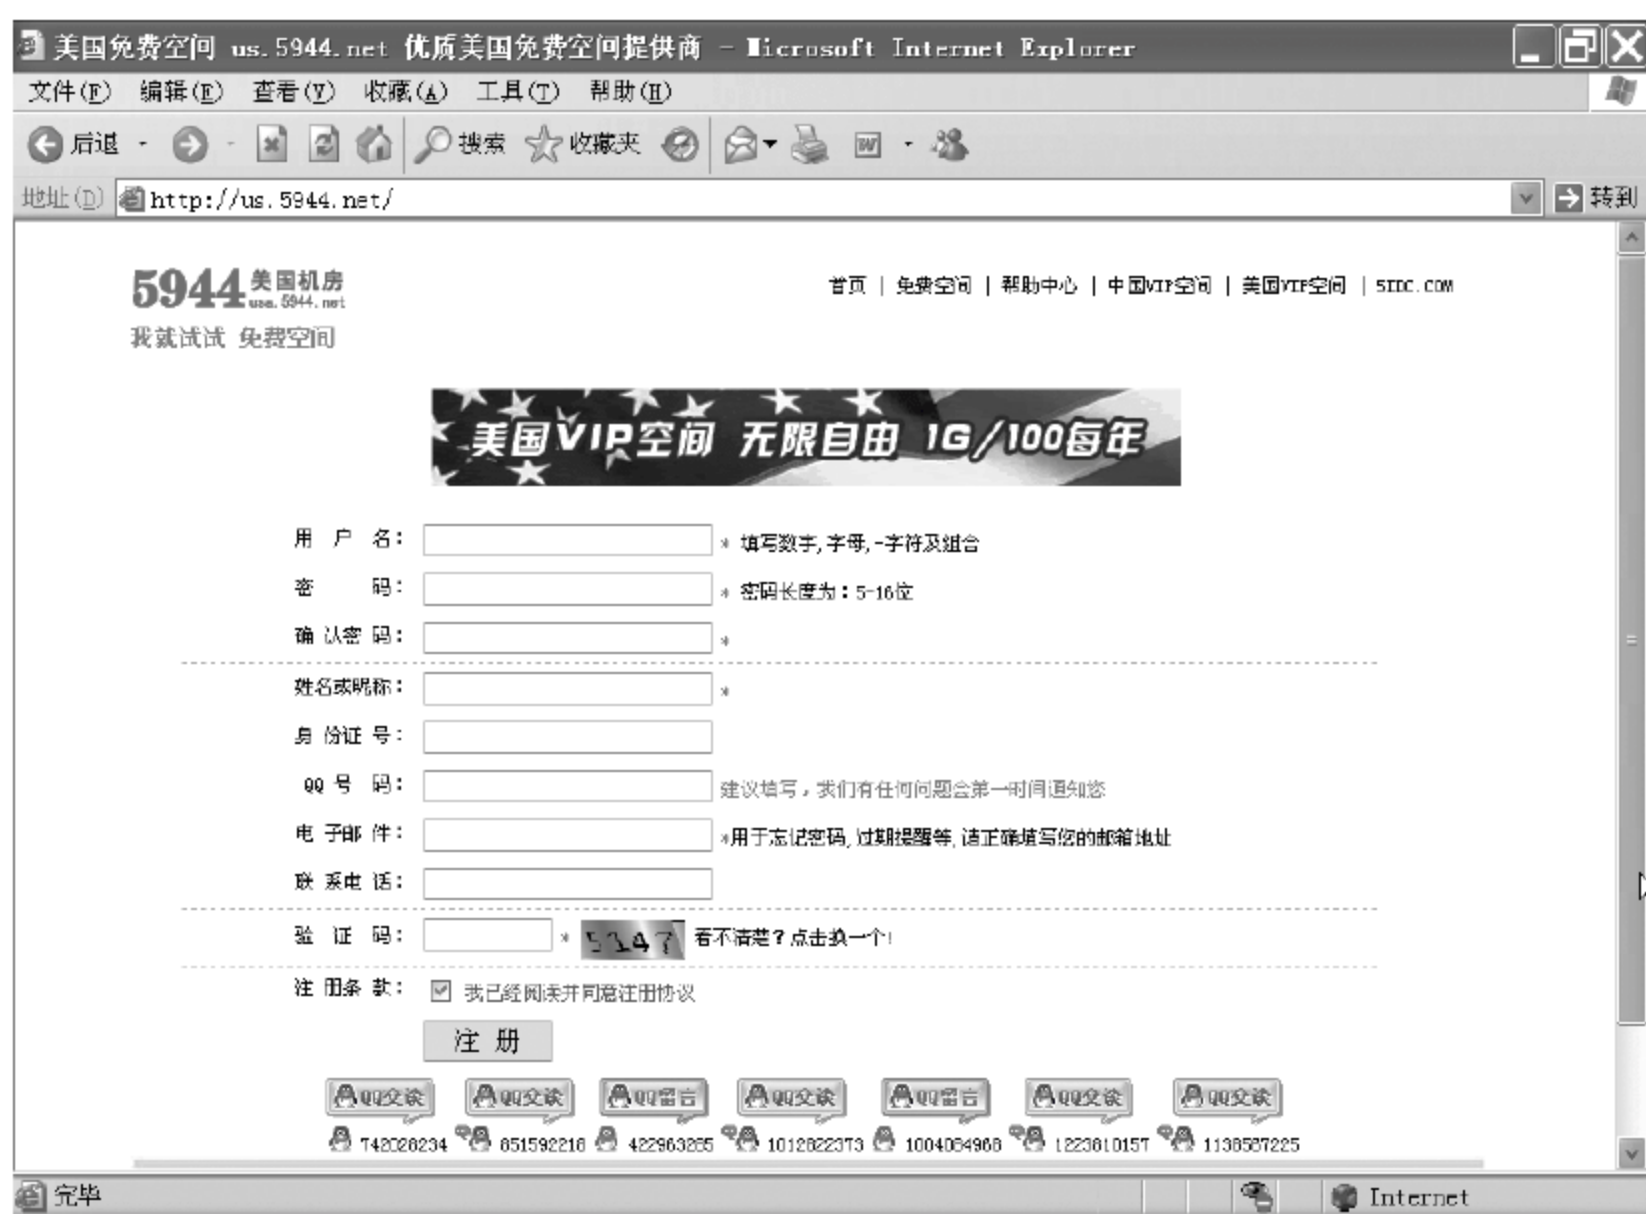 美国免费空间 us.5944.net 优质美国免费空间提供商 - Microsoft Internet Explorer
文件(F) 编辑(E) 查看(V) 收藏(A) 工具(T) 帮助(H)
后退 搜索 收藏夹
地址(D) http://us.5944.net/ 转到
5944 美国机房
usa.5944.net
我就试试 免费空间
首页 | 免费空间 | 帮助中心 | 中国VIP空间 | 美国VIP空间 | 5IDC.COM
美国VIP空间 无限自由 1G/100每年
用户名: * 填写数字,字母,-字符及组合
密码: * 密码长度为:5-16位
确认密码: *
姓名或昵称: *
身份证号:
QQ号码: 建议填写,我们有任何问题会第一时间通知您
电子邮件: *用于忘记密码,过期提醒等,请正确填写您的邮箱地址
联系电话:
验证码: * 5347 看不清楚?点击换一个!
注册条款: 我已经阅读并同意注册协议
注册
QQ交谈 QQ交谈 QQ留言 QQ交谈 QQ留言 QQ交谈 QQ交谈
742028234 851592218 422963285 1012822373 1004084968 1223810157 1138587225
完毕 Internet